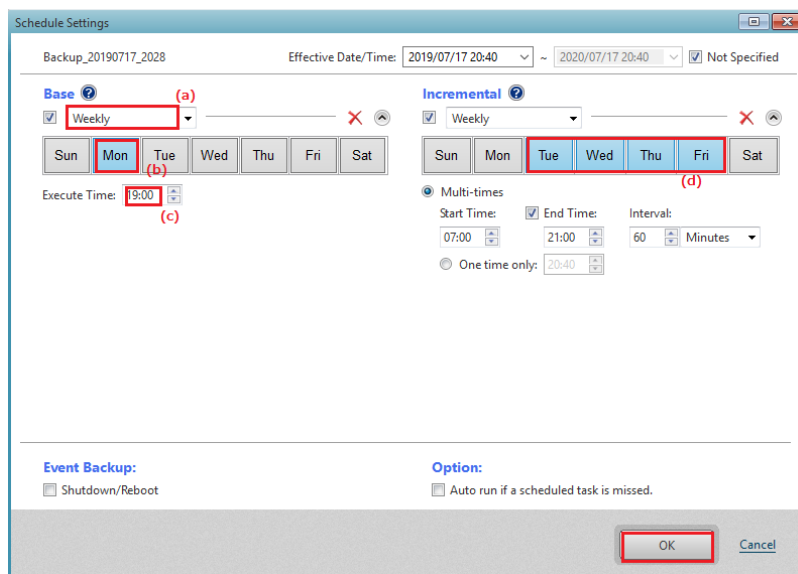 Schedule Settings
Backup_20190717_2028 Effective Date/Time: 2019/07/17 20:40 ~ 2020/07/17 20:40 Not Specified
Base (a)
Weekly
Sun Mon Tue Wed Thu Fri Sat
(b)
Execute Time: 19:00
(c)
Incremental
Weekly
Sun Mon Tue Wed Thu Fri Sat
(d)
Multi-times
Start Time: End Time: Interval:
07:00 21:00 60 Minutes
One time only: 20:40
Event Backup:
Shutdown/Reboot
Option:
Auto run if a scheduled task is missed.
OK Cancel